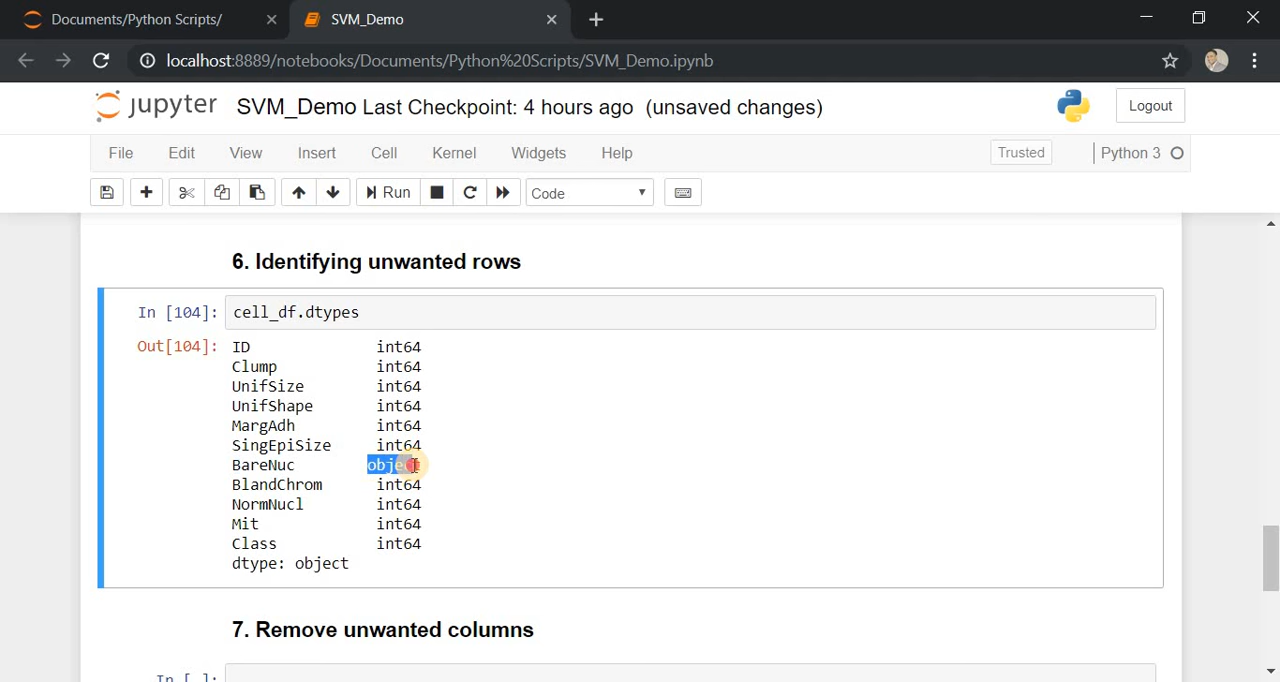 Documents/Python Scripts/
SVM_Demo
localhost:8889/notebooks/Documents/Python%20Scripts/SVM_Demo.ipynb
jupyter SVM_Demo Last Checkpoint: 4 hours ago (unsaved changes)
Logout
File Edit View Insert Cell Kernel Widgets Help Trusted Python 3
Run Code
6. Identifying unwanted rows
In [104]: cell_df.dtypes
Out[104]: ID int64
Clump int64
UnifSize int64
UnifShape int64
MargAdh int64
SingEpiSize int64
BareNuc object
BlandChrom int64
NormNucl int64
Mit int64
Class int64
dtype: object
7. Remove unwanted columns
In [ ]: